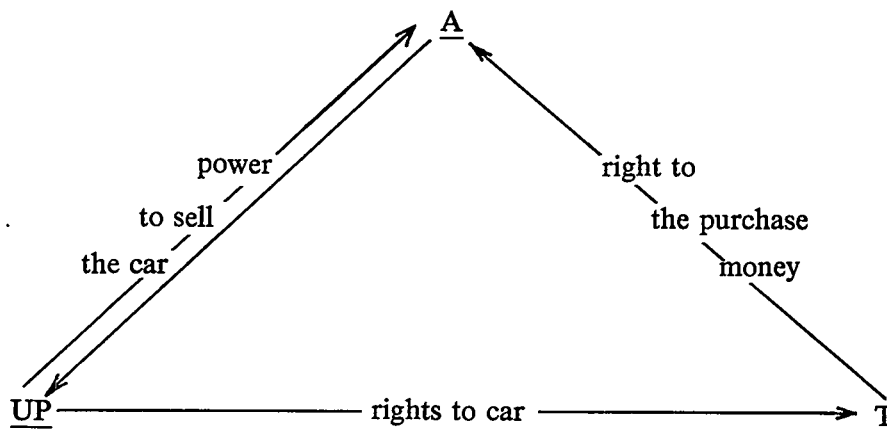 A
power
to sell
the car
right to
the purchase
money
UP
rights to car
T